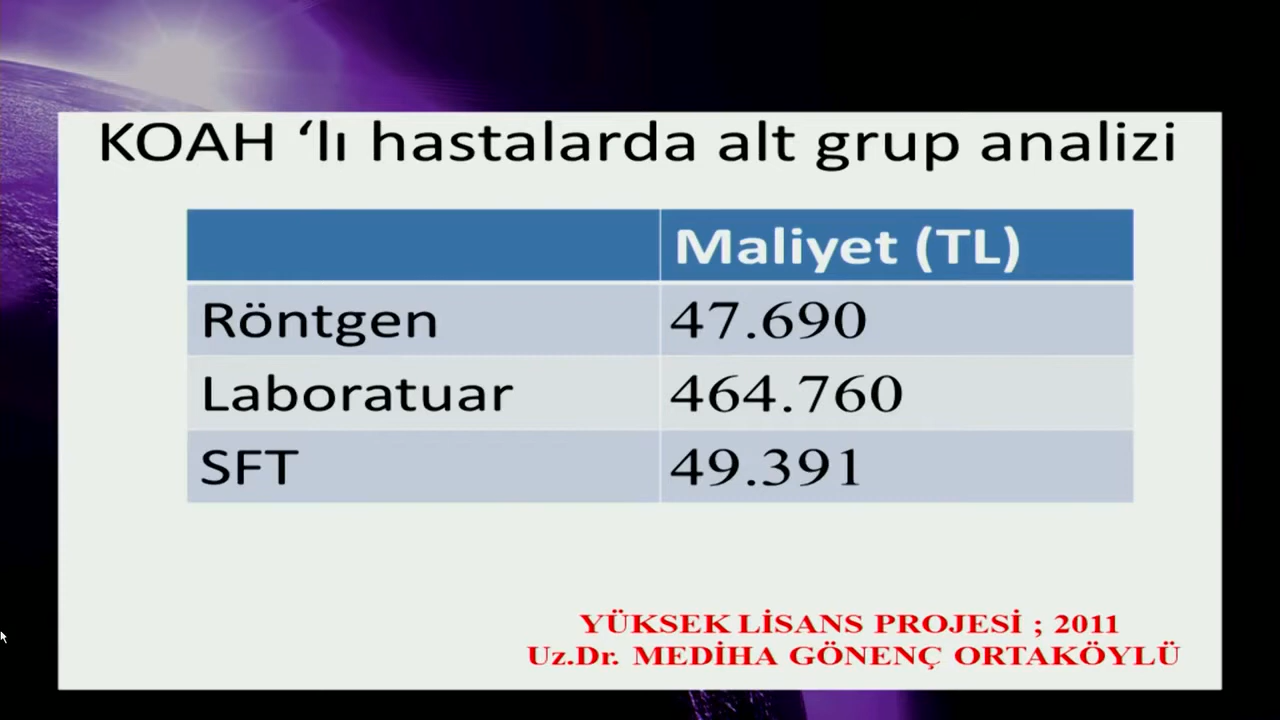 KOAH ‘lı hastalarda alt grup analizi
Maliyet (TL)
Röntgen 47.690
Laboratuar 464.760
SFT 49.391
YÜKSEK LİSANS PROJESİ ; 2011
Uz.Dr. MEDİHA GÖNENÇ ORTAKÖYLÜ